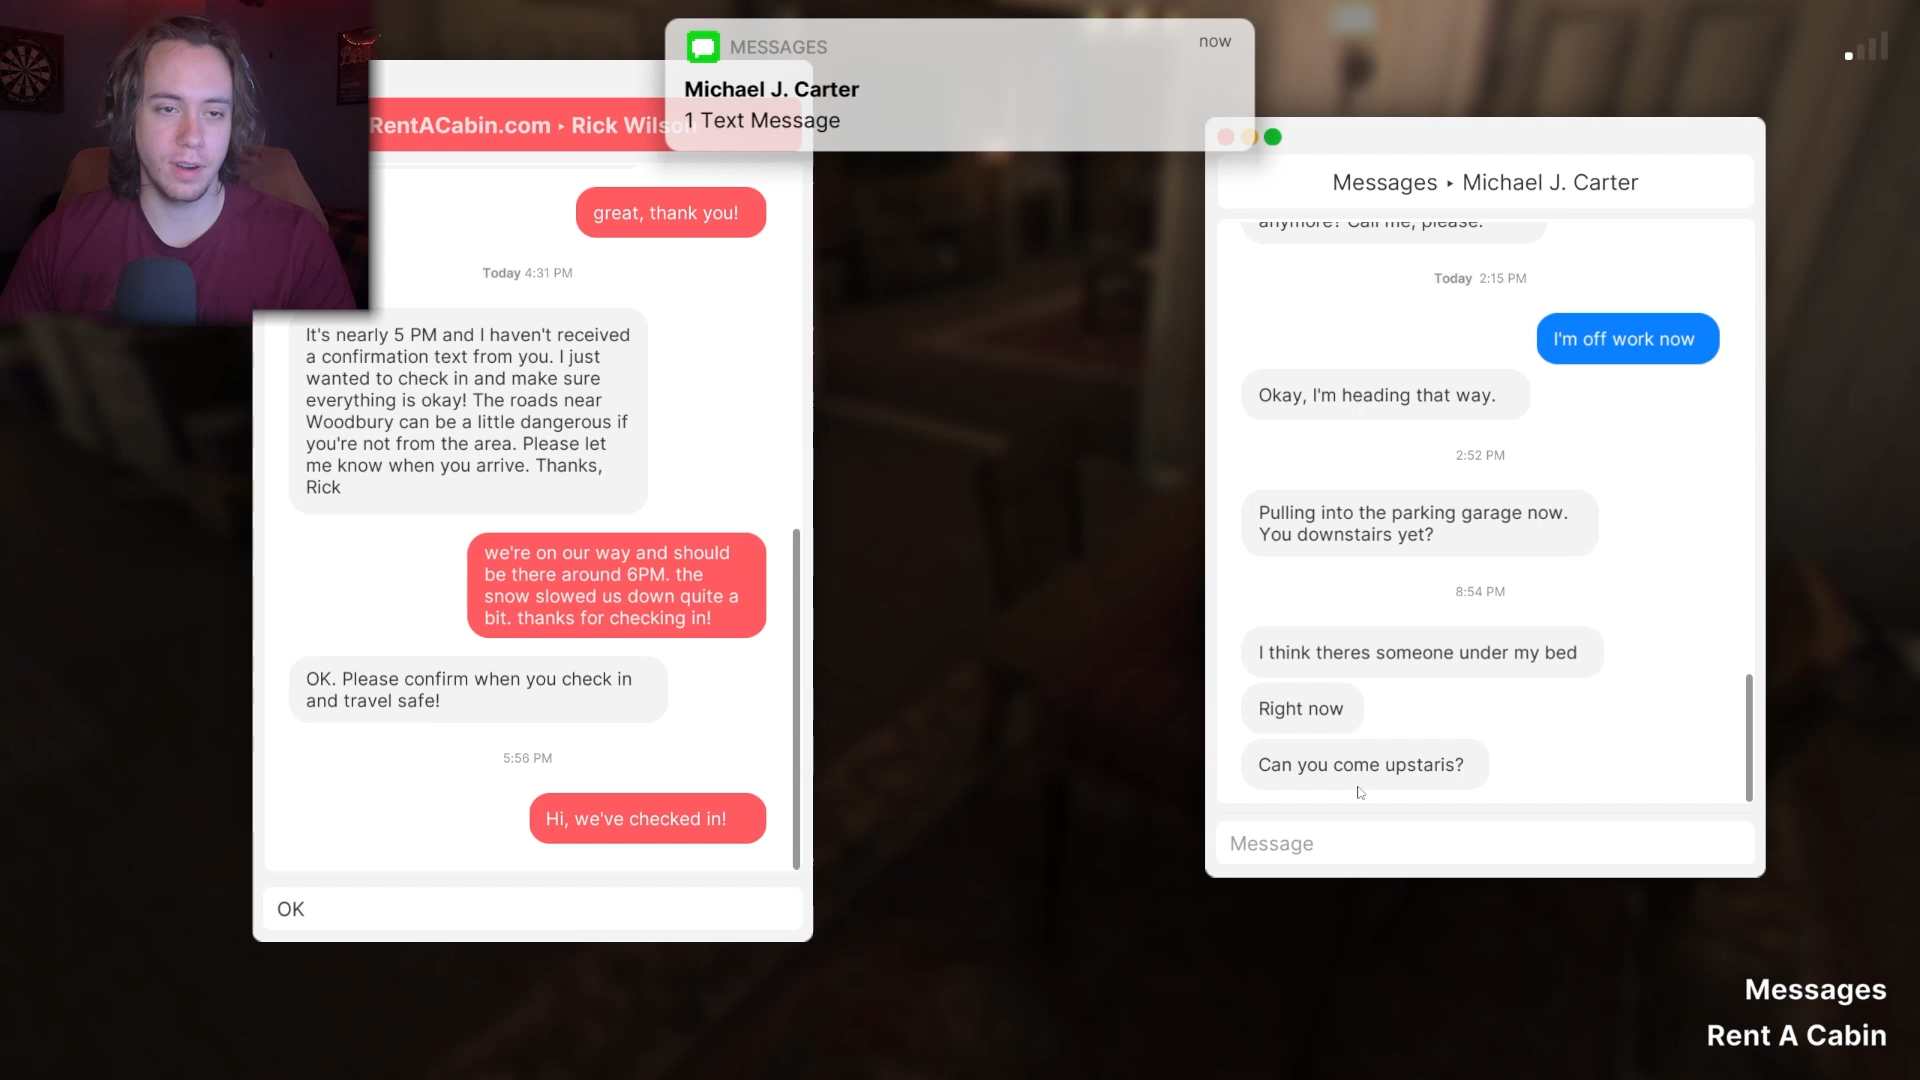 MESSAGES
now
Michael J. Carter
1 Text Message
RentACabin.com ▸ Rick Wilson
great, thank you!
Today 4:31 PM
It's nearly 5 PM and I haven't received
a confirmation text from you. I just
wanted to check in and make sure
everything is okay! The roads near
Woodbury can be a little dangerous if
you're not from the area. Please let
me know when you arrive. Thanks,
Rick
we're on our way and should
be there around 6PM. the
snow slowed us down quite a
bit. thanks for checking in!
OK. Please confirm when you check in
and travel safe!
5:56 PM
Hi, we've checked in!
OK
Messages ▸ Michael J. Carter
anymore? Call me, please.
Today 2:15 PM
I'm off work now
Okay, I'm heading that way.
2:52 PM
Pulling into the parking garage now.
You downstairs yet?
8:54 PM
I think theres someone under my bed
Right now
Can you come upstaris?
Message
Messages
Rent A Cabin